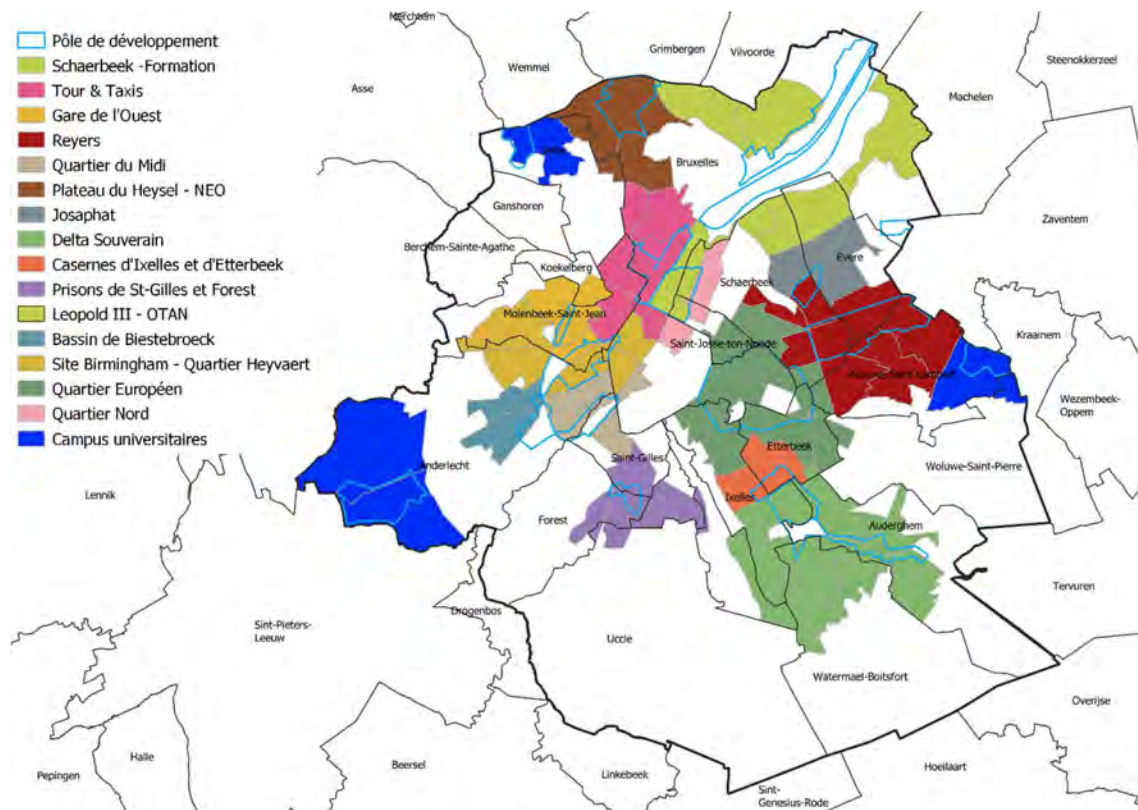 Pôle de développement
Schaerbeek -Formation
Tour & Taxis
Gare de l'Ouest
Reyers
Quartier du Midi
Plateau du Heysel - NEO
Josaphat
Delta Souverain
Casernes d'Ixelles et d'Etterbeek
Prisons de St-Gilles et Forest
Leopold III - OTAN
Bassin de Biestebroeck
Site Birmingham - Quartier Heyvaert
Quartier Européen
Quartier Nord
Campus universitaires
Merchtem
Grimbergen
Vilvoorde
Wemmel
Steenokkerzeel
Asse
Machelen
Bruxelles
Ganshoren
Zaventem
Berchem-Sainte-Agathe
Evere
Koekelberg
Schaerbeek
Molenbeek-Saint-Jean
Kraainem
Saint-Josse-ten-Noode
Woluwe-Saint-Lambert
Wezembeek-
Oppem
Etterbeek
Saint-Gilles
Anderlecht
Woluwe-Saint-Pierre
Lennik
Ixelles
Forest
Auderghem
Tervuren
Drogenbos
Sint-Pieters-
Leeuw
Uccle
Watermael-Boitsfort
Overijse
Halle
Beersel
Hoeilaart
Pepingen
Linkebeek
Sint-
Genesius-Rode